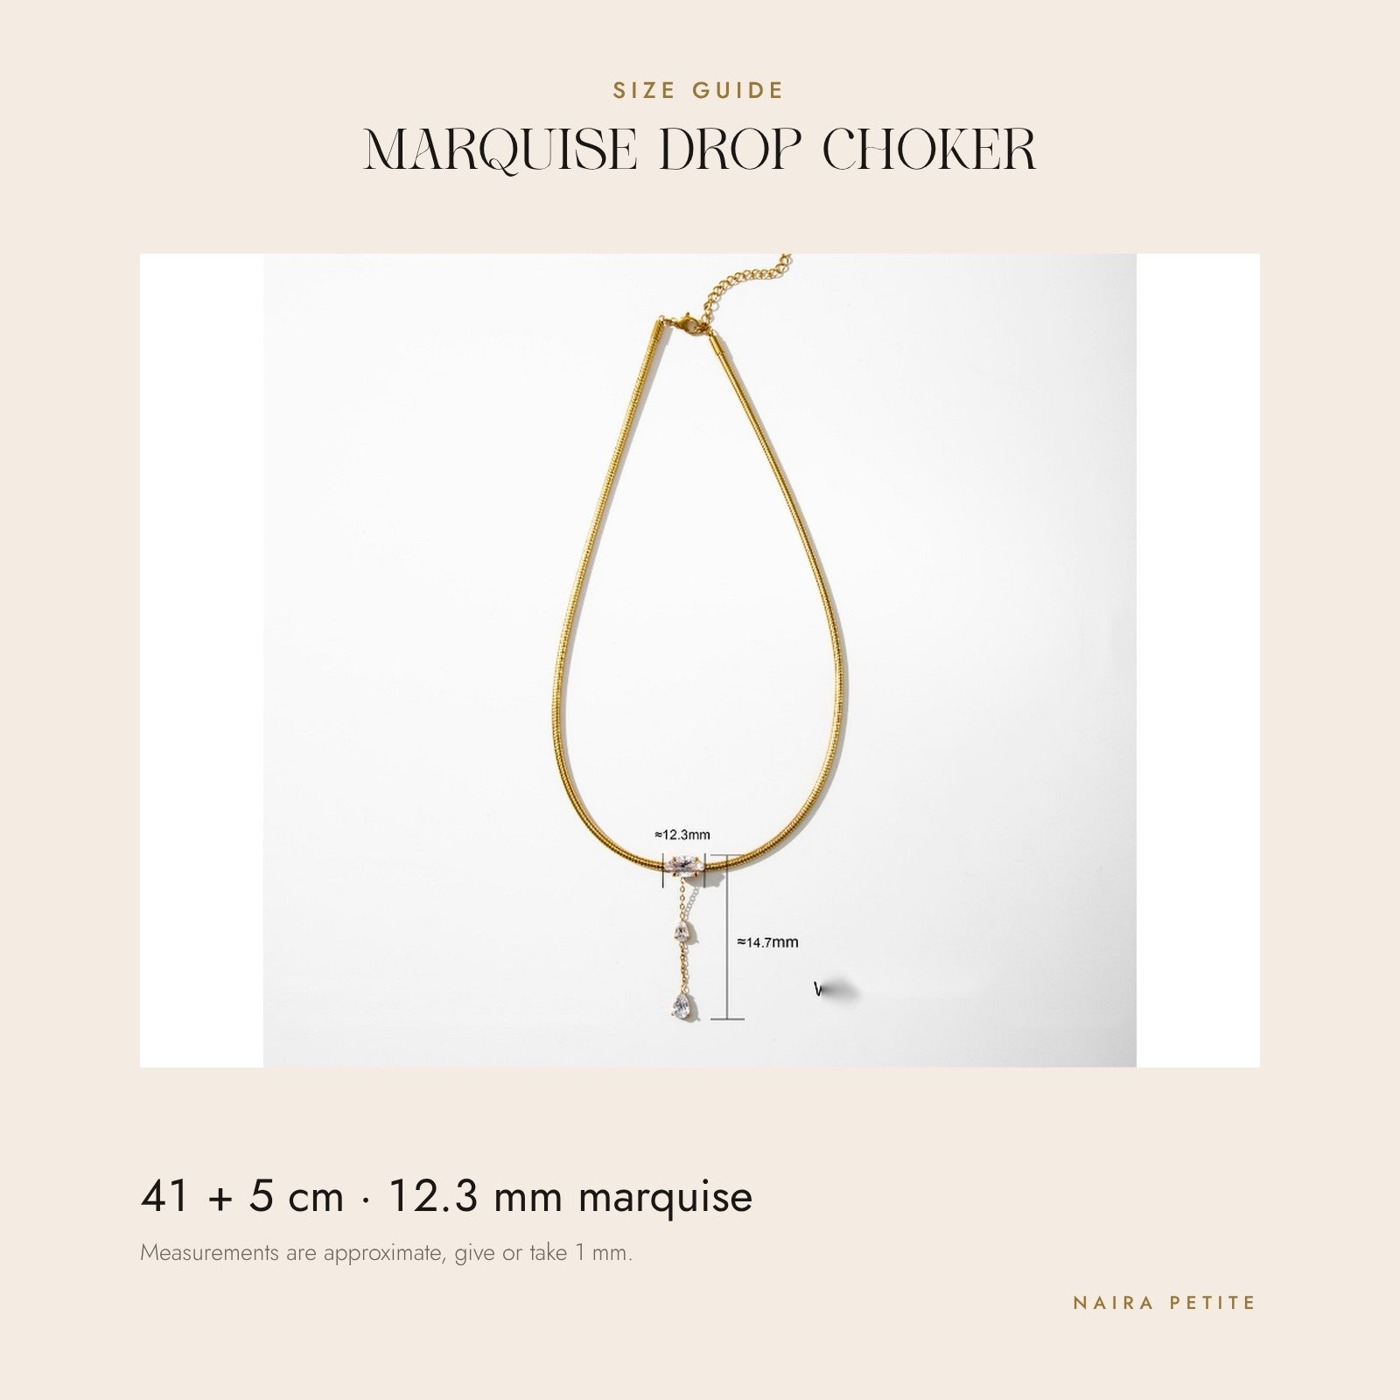 SIZE GUIDE
MARQUISE DROP CHOKER
≈12.3mm
≈14.7mm
41 + 5 cm · 12.3 mm marquise
Measurements are approximate, give or take 1 mm.
NAIRA PETITE